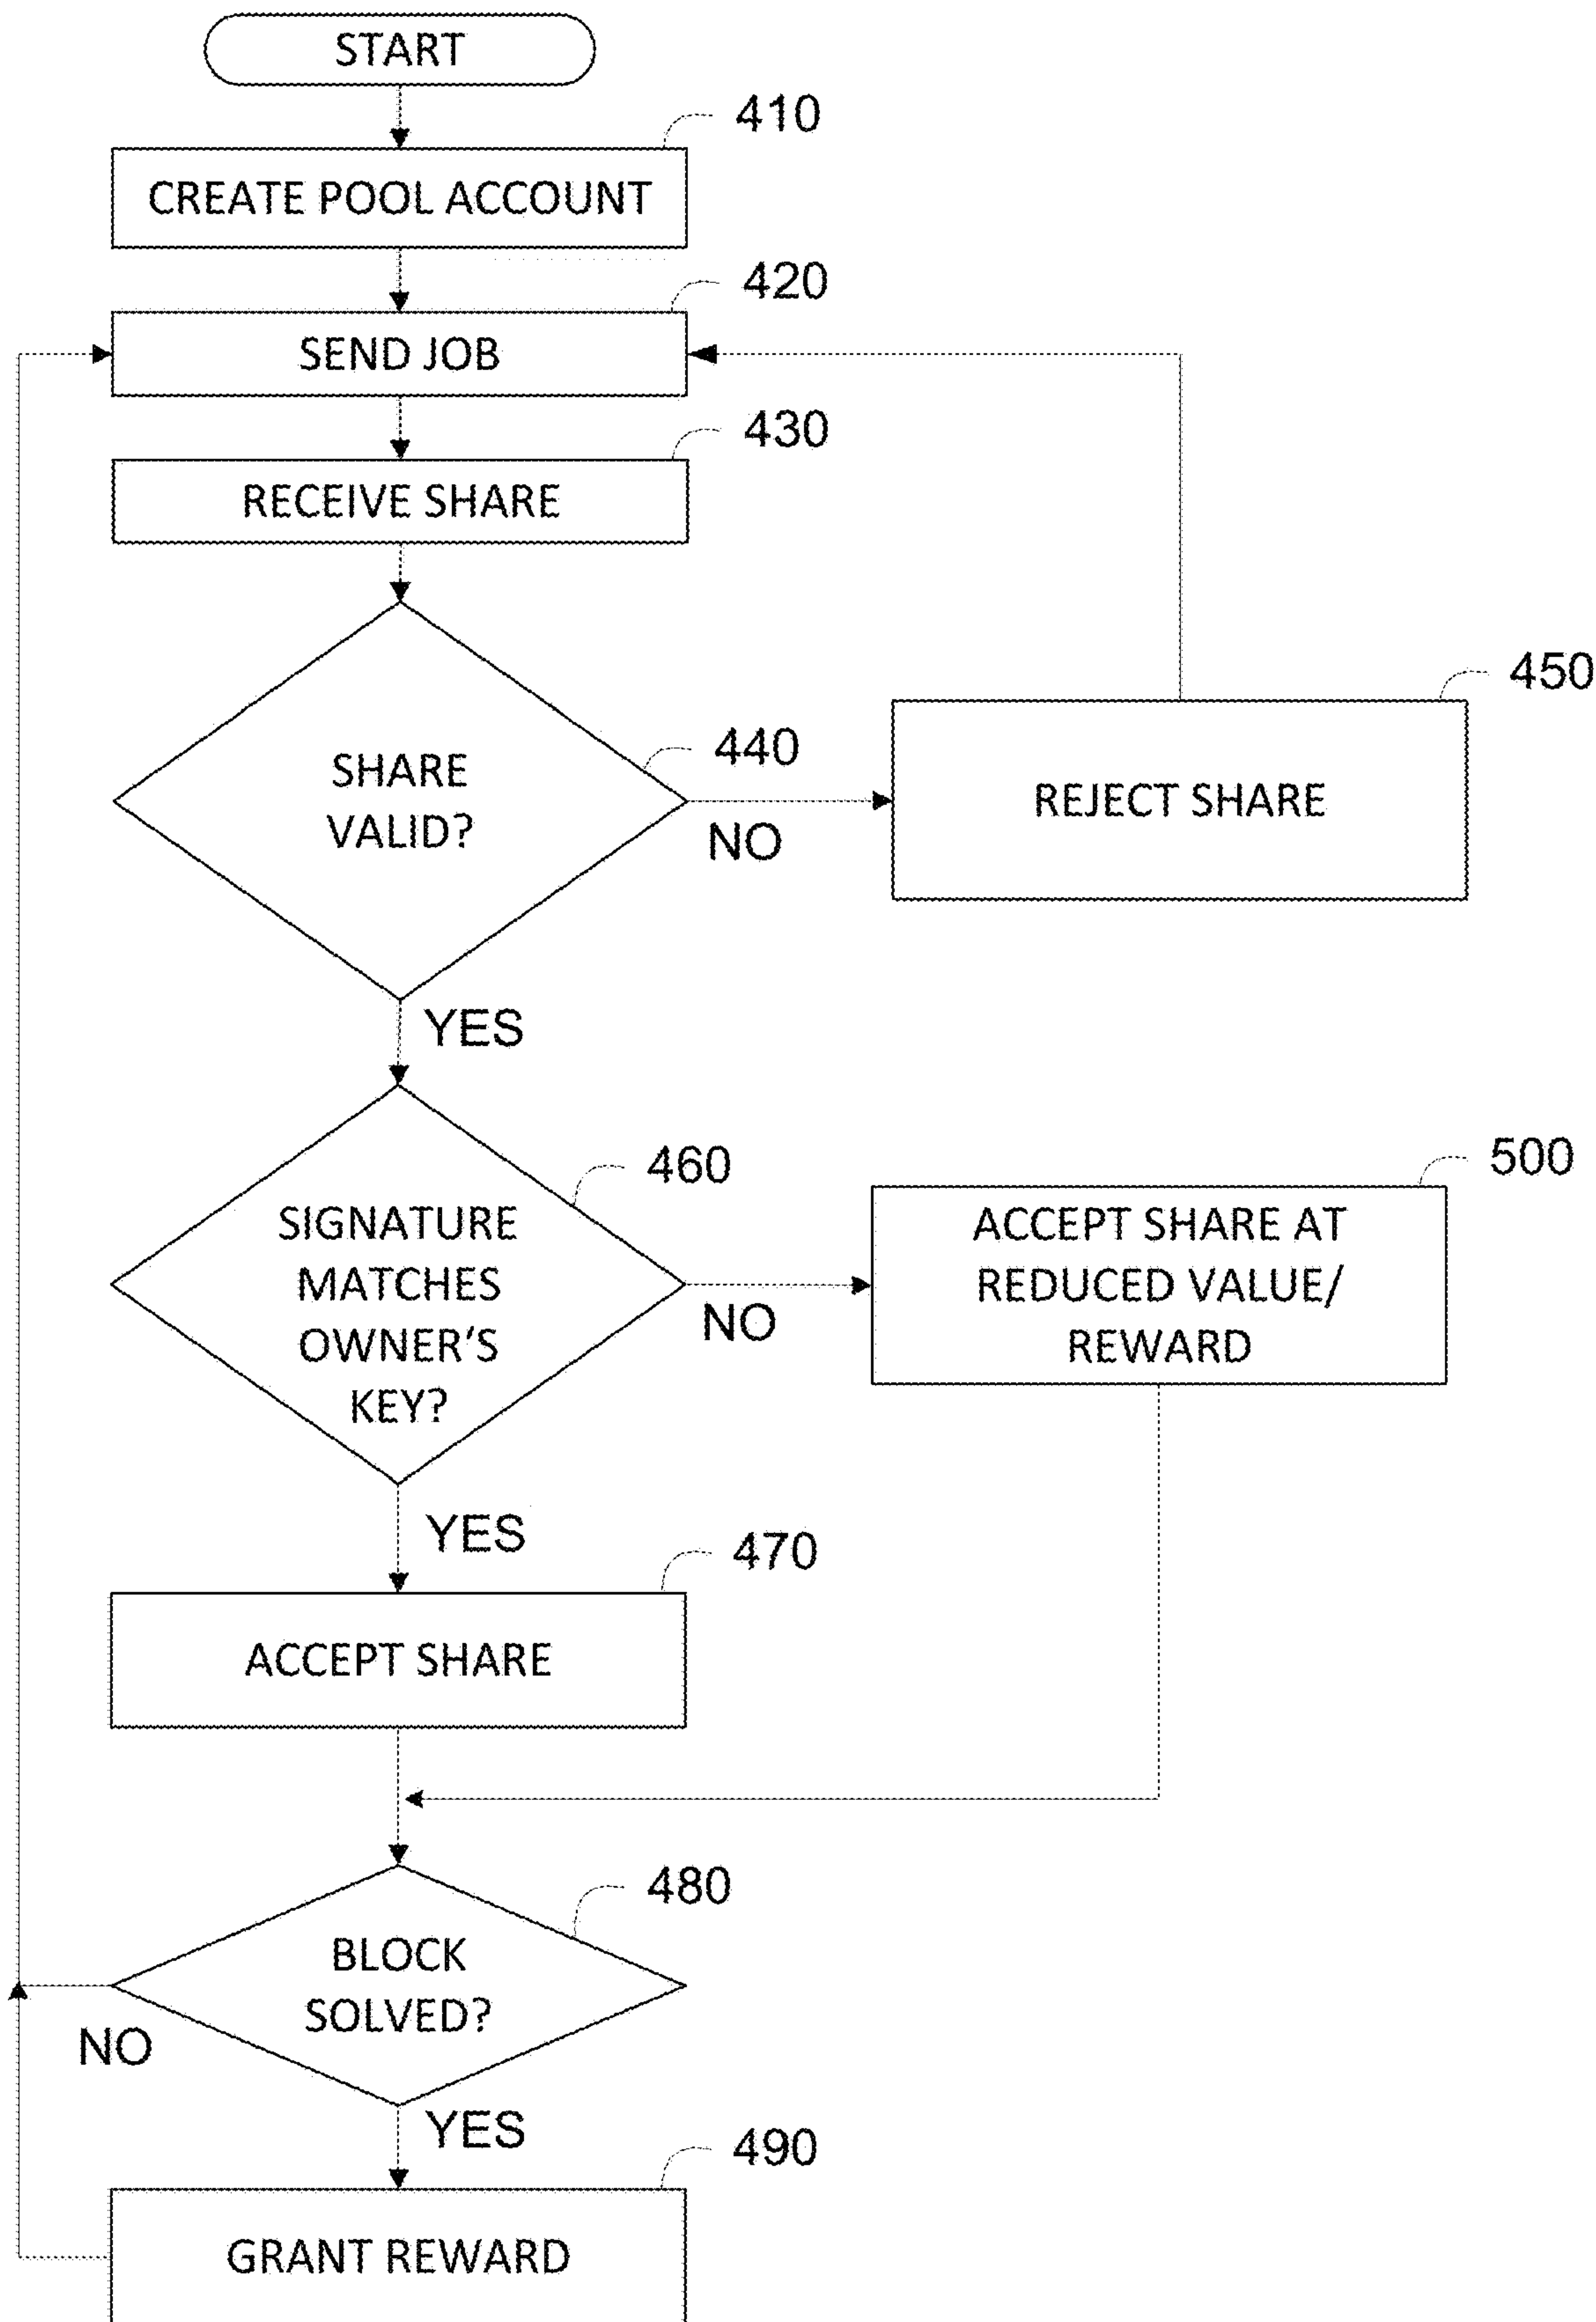 START
410
CREATE POOL ACCOUNT
420
SEND JOB
430
RECEIVE SHARE
450
440
SHARE
VALID?
NO
REJECT SHARE
YES
460
500
SIGNATURE
MATCHES
OWNER'S
KEY?
NO
ACCEPT SHARE AT
REDUCED VALUE/
REWARD
YES
470
ACCEPT SHARE
480
BLOCK
SOLVED?
NO
YES
490
GRANT REWARD